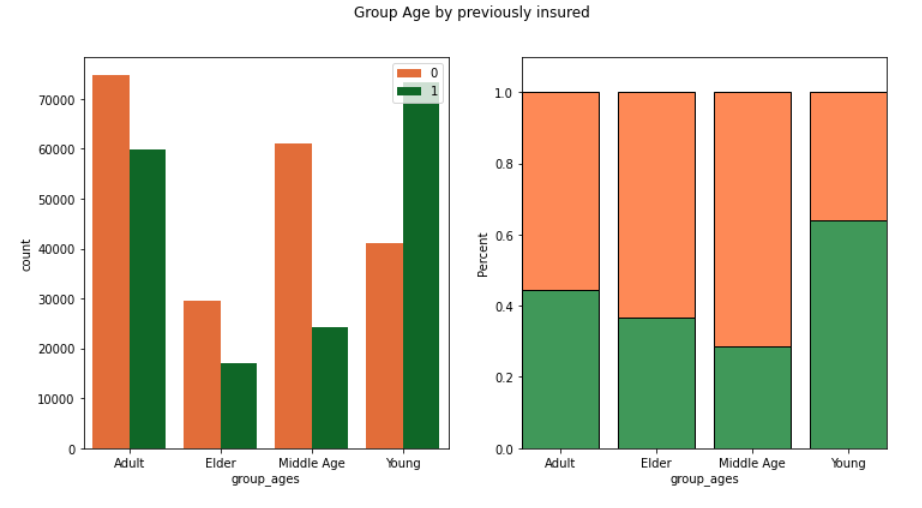 Group Age by previously insured
0
1
70000
60000
50000
40000
30000
20000
10000
0
count
Adult
Elder
Middle Age
Young
group_ages
1.0
0.8
0.6
0.4
0.2
0.0
Percent
Adult
Elder
Middle Age
Young
group_ages